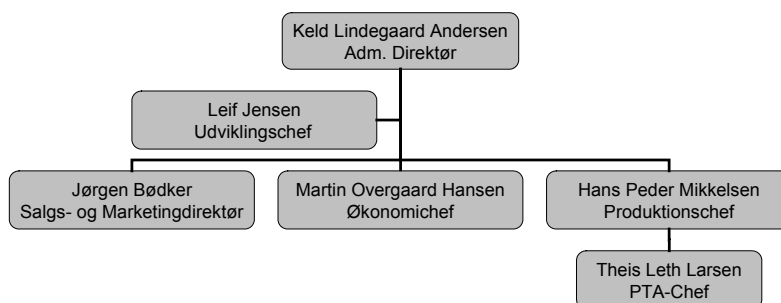 Keld Lindegaard Andersen
Adm. Direktør
Leif Jensen
Udviklingschef
Jørgen Bødker
Salgs- og Marketingdirektør
Martin Overgaard Hansen
Økonomichef
Hans Peder Mikkelsen
Produktionschef
Theis Leth Larsen
PTA-Chef